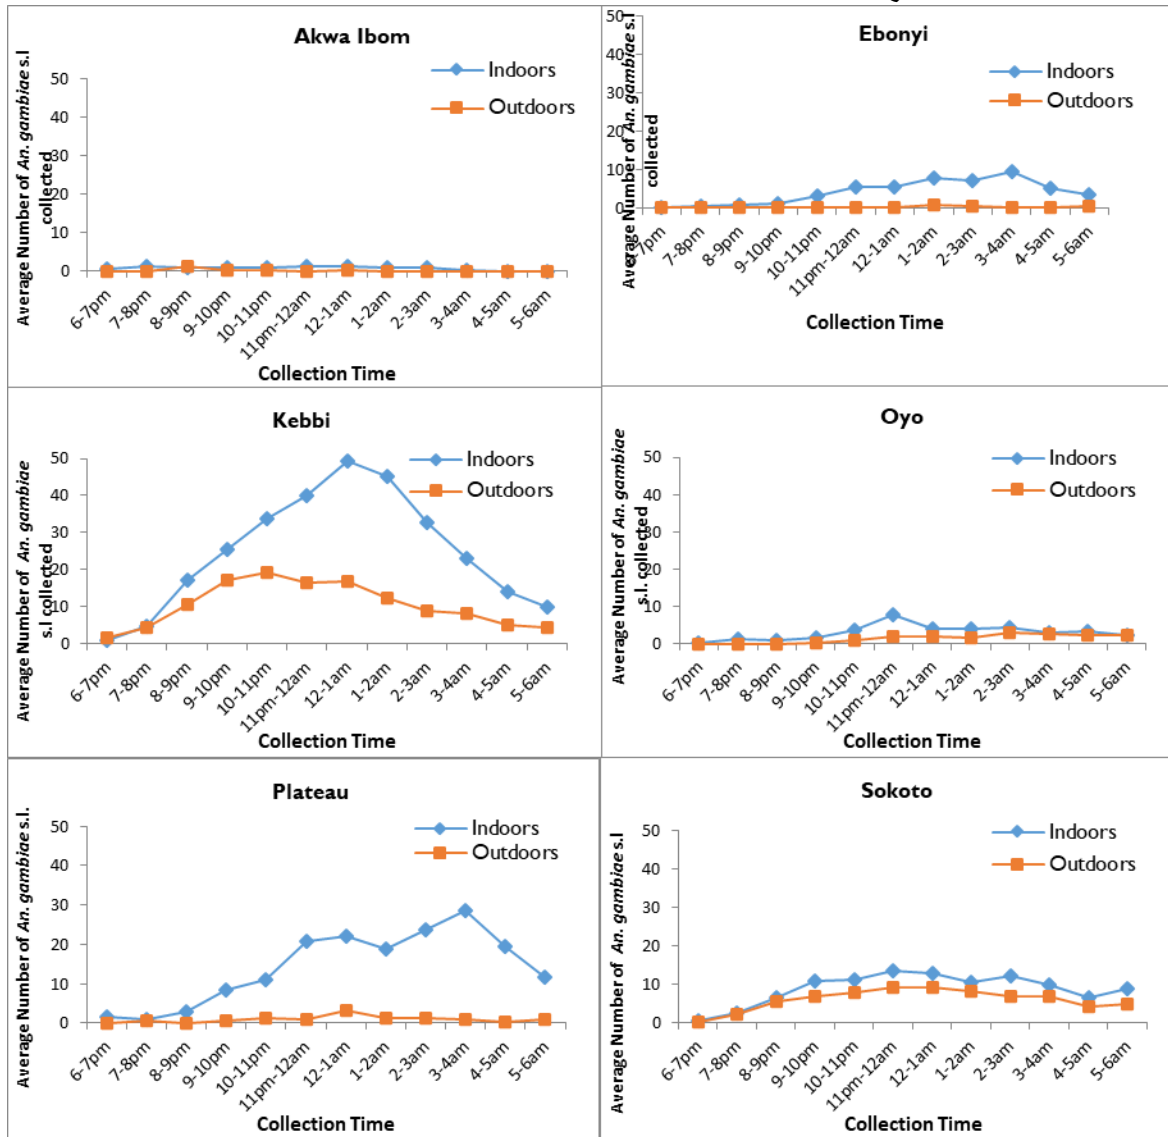 Akwa Ibom
Average Number of An. gambiae s.l
collected
Indoors
Outdoors
50
40
30
20
10
0
6-7pm
7-8pm
8-9pm
9-10pm
10-11pm
11pm-12am
12-1am
1-2am
2-3am
3-4am
4-5am
5-6am
Collection Time
Ebonyi
Average Number of An. gambiae s.l
collected
Indoors
Outdoors
50
40
30
20
10
0
6-7pm
7-8pm
8-9pm
9-10pm
10-11pm
11pm-12am
12-1am
1-2am
2-3am
3-4am
4-5am
5-6am
Collection Time
Kebbi
Average Number of An. gambiae
s.l collected
Indoors
Outdoors
50
40
30
20
10
0
6-7pm
7-8pm
8-9pm
9-10pm
10-11pm
11pm-12am
12-1am
1-2am
2-3am
3-4am
4-5am
5-6am
Collection Time
Oyo
Average Number of An. gambiae
s.l. collected
Indoors
Outdoors
50
40
30
20
10
0
6-7pm
7-8pm
8-9pm
9-10pm
10-11pm
11pm-12am
12-1am
1-2am
2-3am
3-4am
4-5am
5-6am
Collection Time
Plateau
Average Number of An. gambiae s.l.
Indoors
Outdoors
50
40
30
20
10
0
6-7pm
7-8pm
8-9pm
9-10pm
10-11pm
11pm-12am
12-1am
1-2am
2-3am
3-4am
4-5am
5-6am
Collection Time
Sokoto
Average Number of An. gambiae s.l
Indoors
Outdoors
50
40
30
20
10
0
6-7pm
7-8pm
8-9pm
9-10pm
10-11pm
11pm-12am
12-1am
1-2am
2-3am
3-4am
4-5am
5-6am
Collection Time